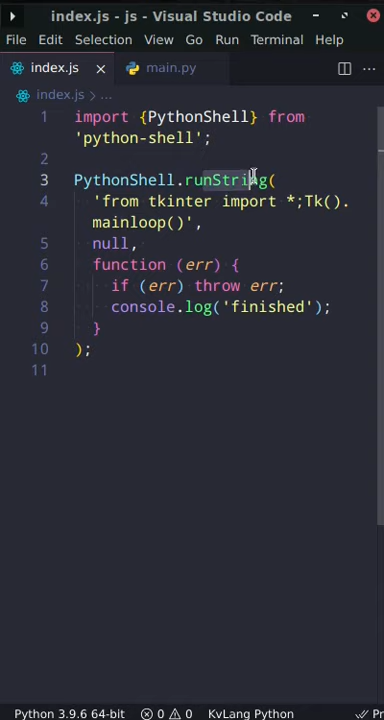 index.js - js - Visual Studio Code
File Edit Selection View Go Run Terminal Help
index.js main.py
index.js > ...
1 import {PythonShell} from
'python-shell';
2
3 PythonShell.runString(
4 'from tkinter import *;Tk().
mainloop()',
5 null,
6 function (err) {
7 if (err) throw err;
8 console.log('finished');
9 }
10 );
11
Python 3.9.6 64-bit 0 0 KvLang Python Pr